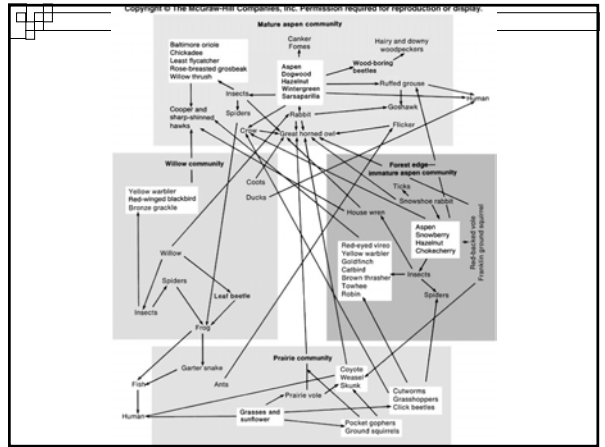 Copyright © The McGraw-Hill Companies, Inc. Permission required for reproduction or display.
Mature aspen community
Baltimore oriole
Chickadees
Least flycatcher
Rose-breasted grosbeak
Willow thrush
Canker
Fomes
Hairy and downy
woodpeckers
Aspen
Dogwood
Hazelnut
Wintergreen
Sarsaparilla
Wood-boring
beetles
Ruffed grouse
Insects
Human
Cooper and
sharp-shinned
hawks
Spiders
Rabbit
Goshawk
Crow
Great horned owl
Flicker
Willow community
Forest edge—
immature aspen community
Yellow warbler
Red-winged blackbird
Bronze grackle
Coots
Ducks
Ticks
Snowshoe rabbit
House wren
Aspen
Snowberry
Hazelnut
Chokecherry
Red-backed vole
Franklin ground squirrel
Red-eyed vireo
Yellow warbler
Goldfinch
Catbird
Brown thrasher
Towhee
Robin
Insects
Spiders
Willow
Spiders
Leaf beetle
Insects
Frog
Prairie community
Garter snake
Fish
Ants
Coyote
Weasel
Skunk
Prairie vole
Cutworms
Grasshoppers
Click beetles
Human
Grasses and
sunflower
Pocket gophers
Ground squirrels